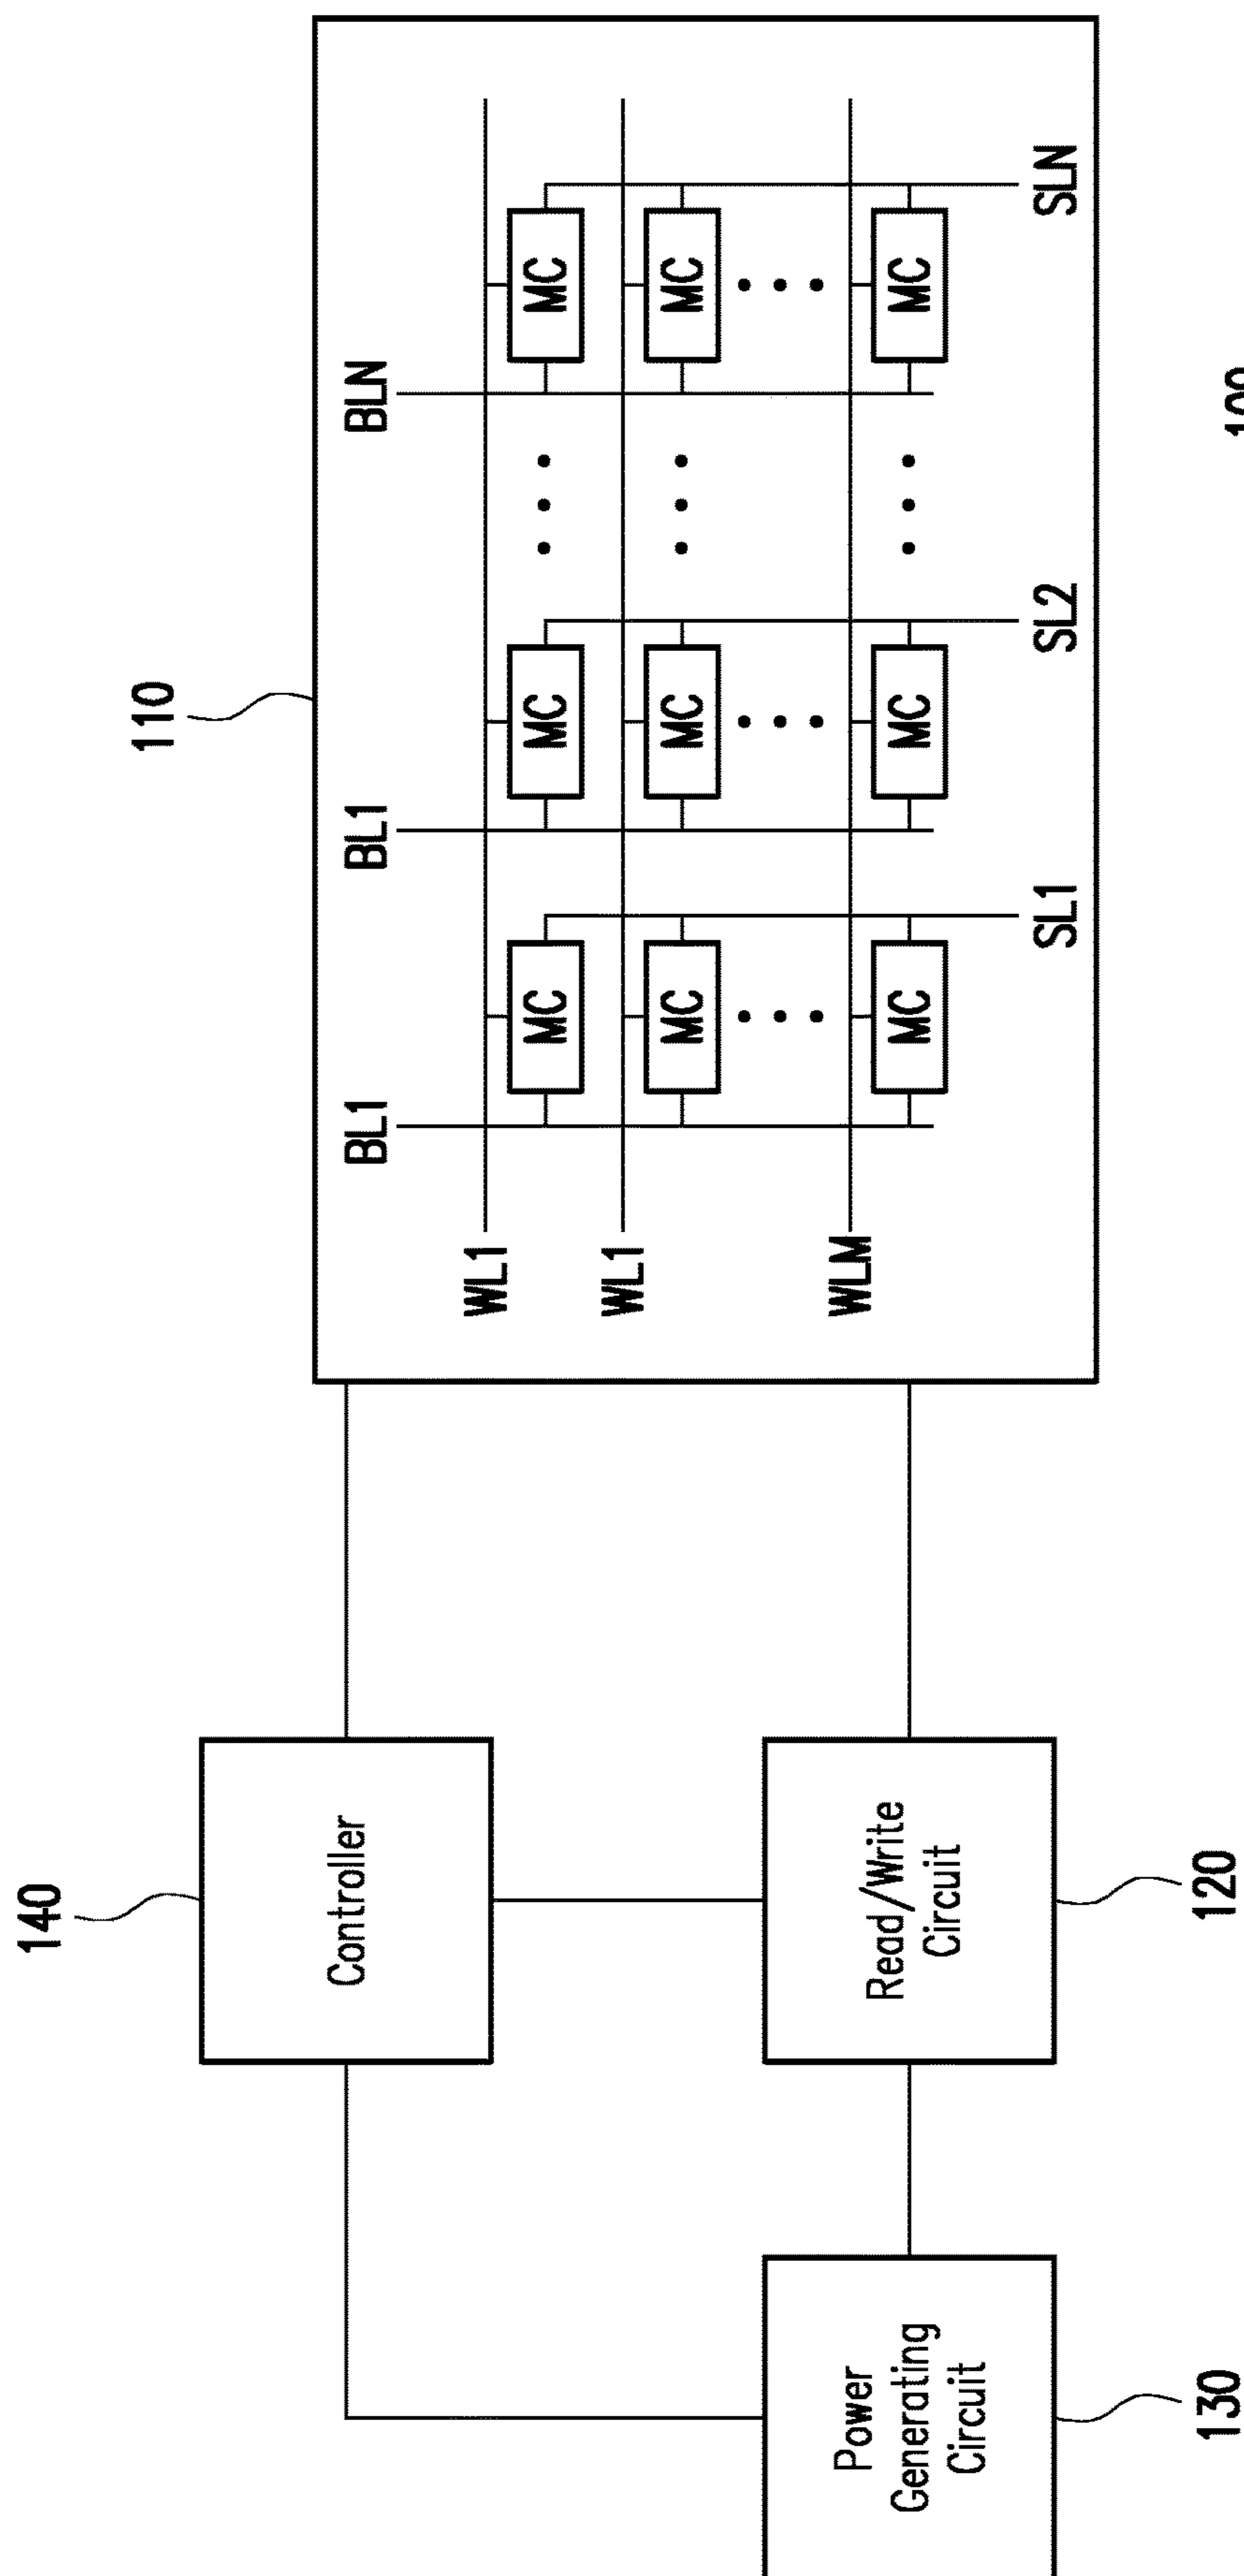 140
Controller
Power
Generating
Circuit
130
Read/Write
Circuit
120
110
BL1
BL1
BLN
WL1
MC
MC
MC
WL1
MC
MC
MC
WLM
MC
MC
MC
SL1
SL2
SLN